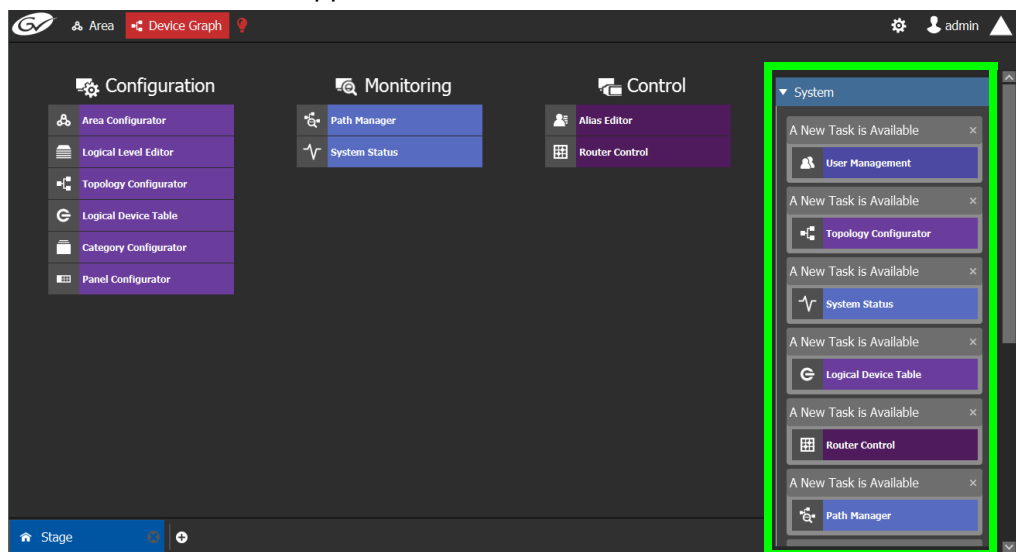 Area
Device Graph
admin
Configuration
Area Configurator
Logical Level Editor
Topology Configurator
Logical Device Table
Category Configurator
Panel Configurator
Monitoring
Path Manager
System Status
Control
Alias Editor
Router Control
System
A New Task is Available
User Management
A New Task is Available
Topology Configurator
A New Task is Available
System Status
A New Task is Available
Logical Device Table
A New Task is Available
Router Control
A New Task is Available
Path Manager
Stage